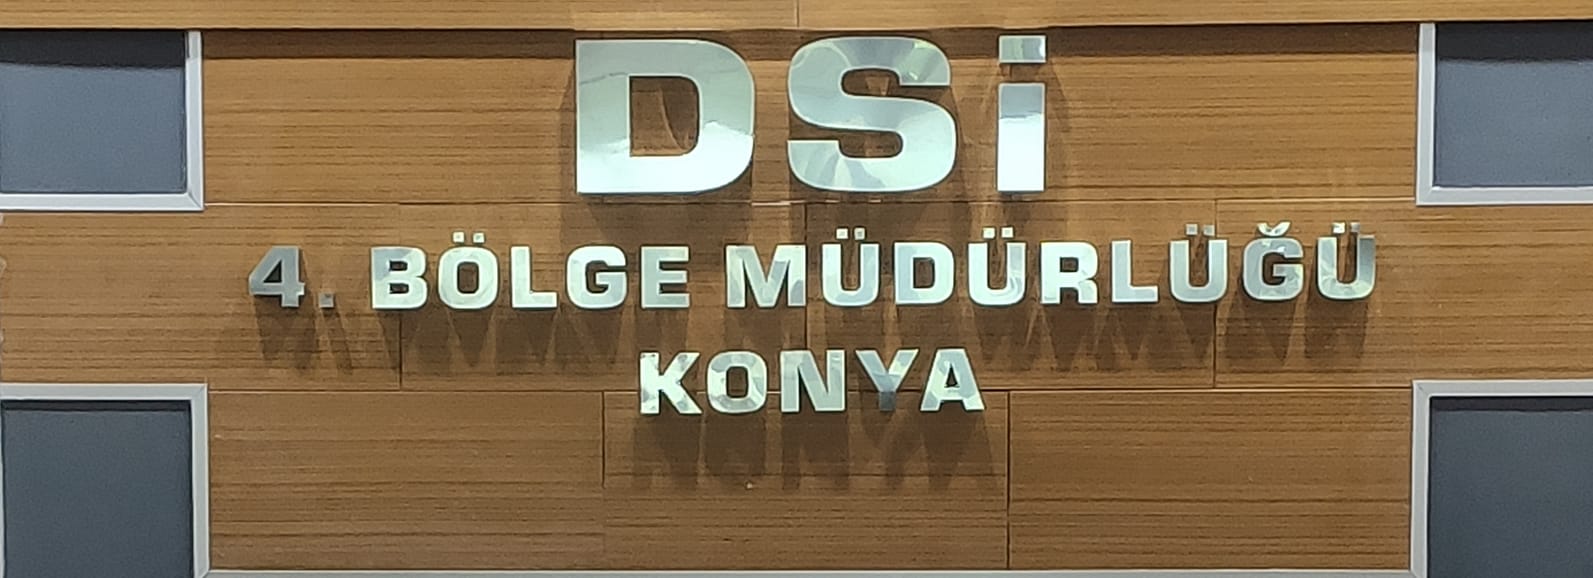 DSİ
4. BÖLGE MÜDÜRLÜĞÜ
KONYA